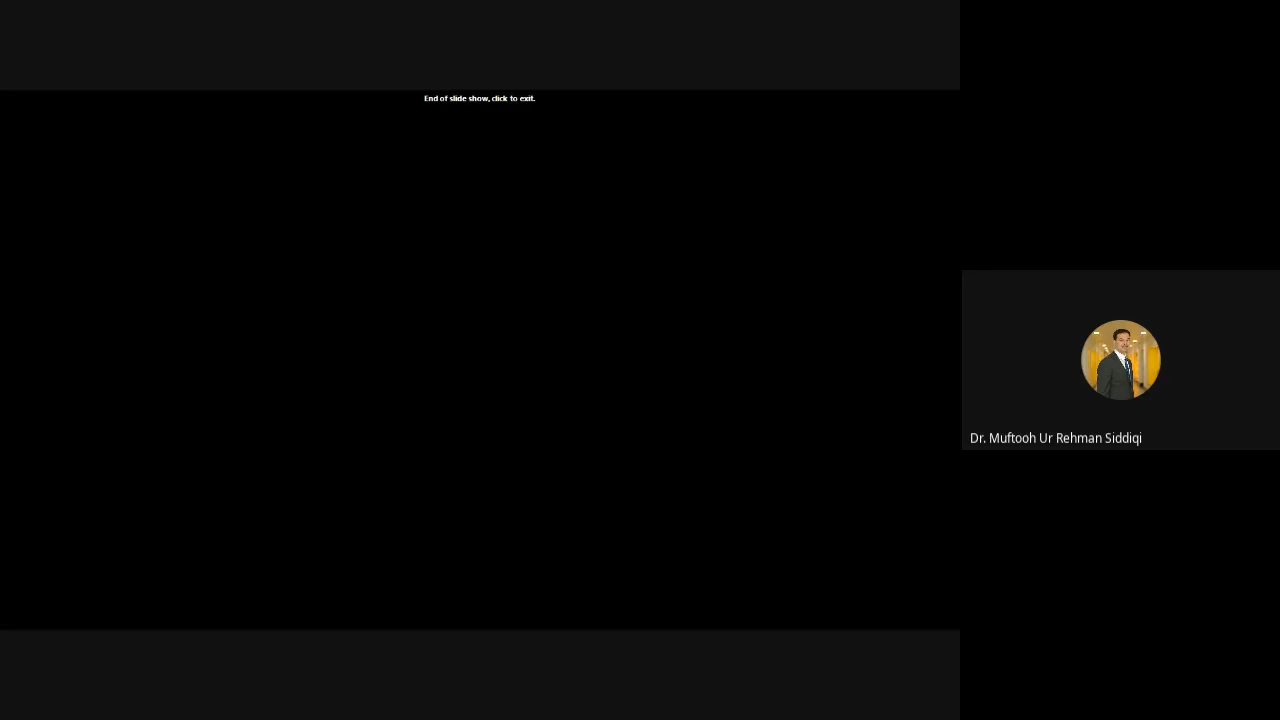 End of slide show, click to exit.
Dr. Muftooh Ur Rehman Siddiqi